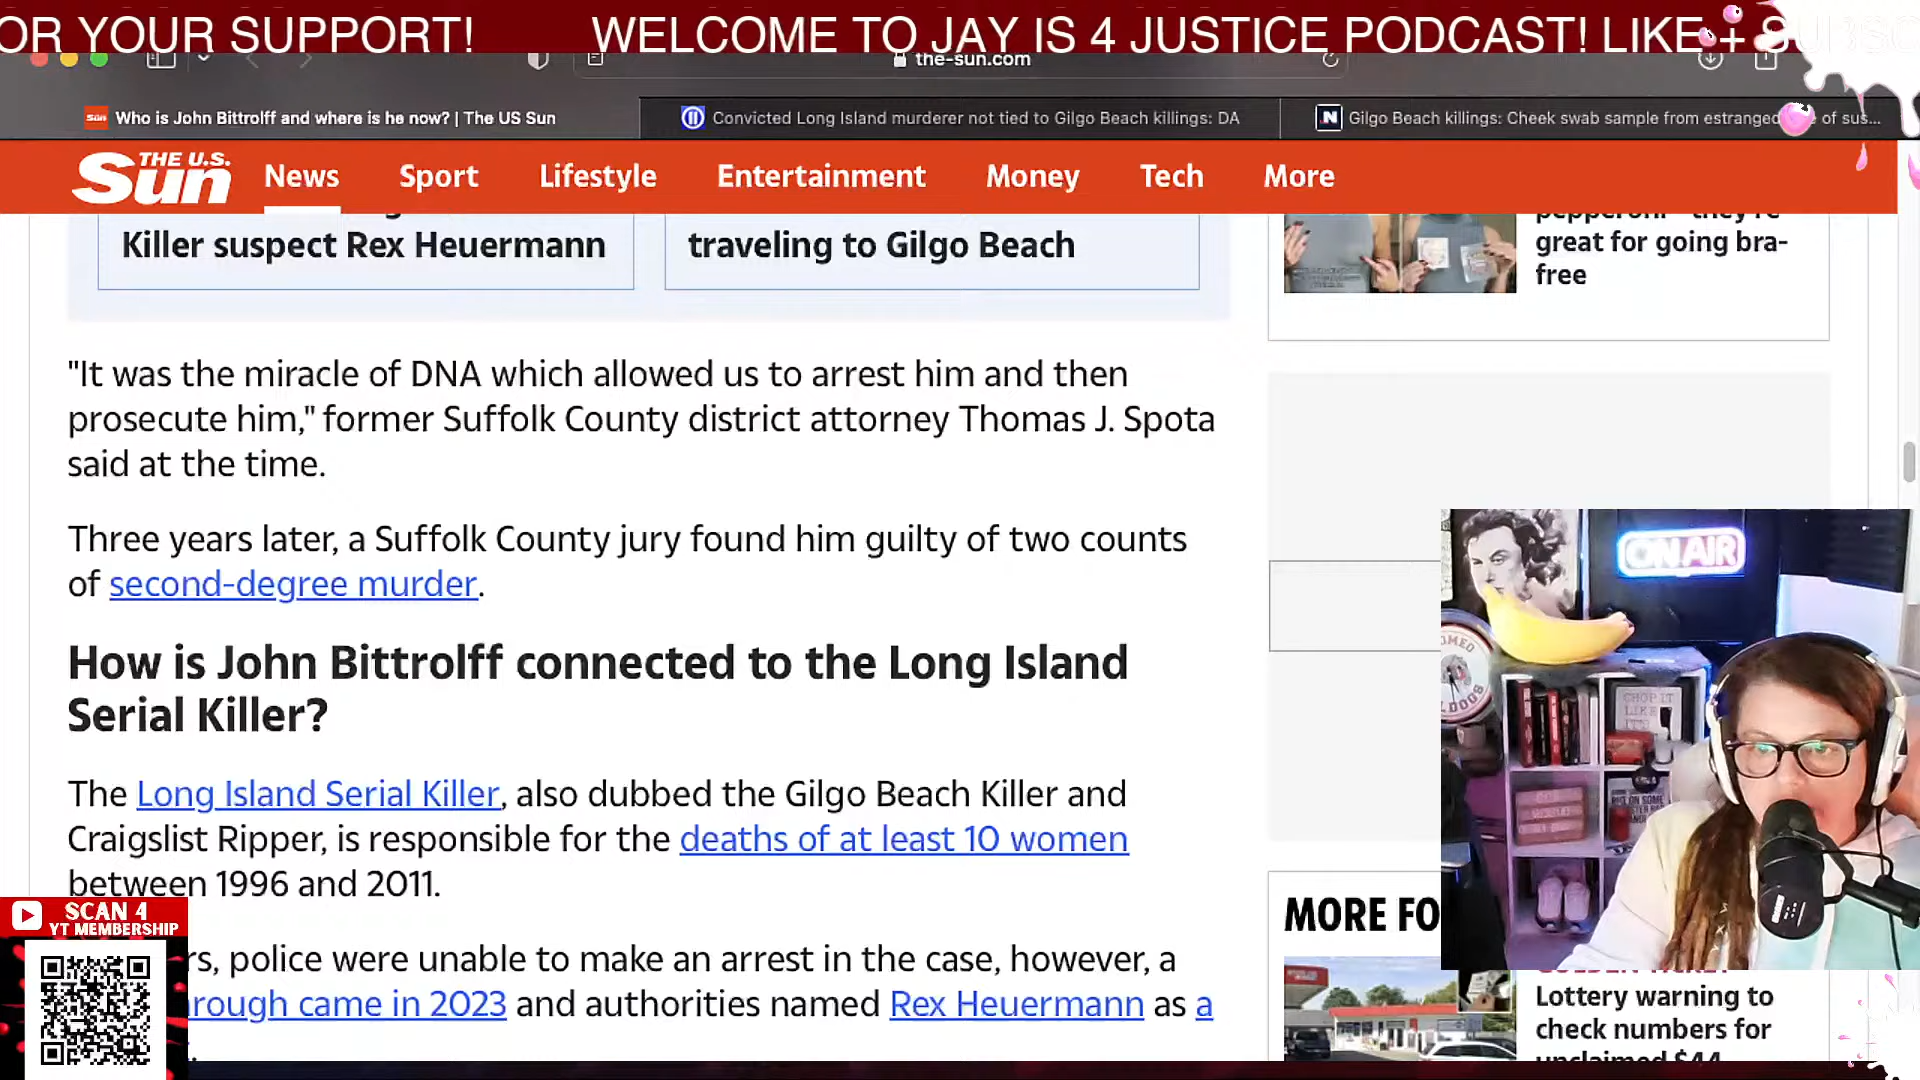 OR YOUR SUPPORT! WELCOME TO JAY IS 4 JUSTICE PODCAST! LIKE + SUBSC
the-sun.com
Sun Who is John Bittrolff and where is he now? | The US Sun
Convicted Long Island murderer not tied to Gilgo Beach killings: DA
N Gilgo Beach killings: Cheek swab sample from estranged of sus...
THE U.S.
Sun
News Sport Lifestyle Entertainment Money Tech More
Killer suspect Rex Heuermann
traveling to Gilgo Beach
pepperoni - they're
great for going bra-
free
"It was the miracle of DNA which allowed us to arrest him and then
prosecute him," former Suffolk County district attorney Thomas J. Spota
said at the time.
Three years later, a Suffolk County jury found him guilty of two counts
of second-degree murder.
How is John Bittrolff connected to the Long Island
Serial Killer?
The Long Island Serial Killer, also dubbed the Gilgo Beach Killer and
Craigslist Ripper, is responsible for the deaths of at least 10 women
between 1996 and 2011.
rs, police were unable to make an arrest in the case, however, a
hrough came in 2023 and authorities named Rex Heuermann as a
ON AIR
CHOP IT
LIKE
IT'S
MORE FO
GOLDEN TICKET
Lottery warning to
check numbers for
unclaimed $44
SCAN 4
YT MEMBERSHIP